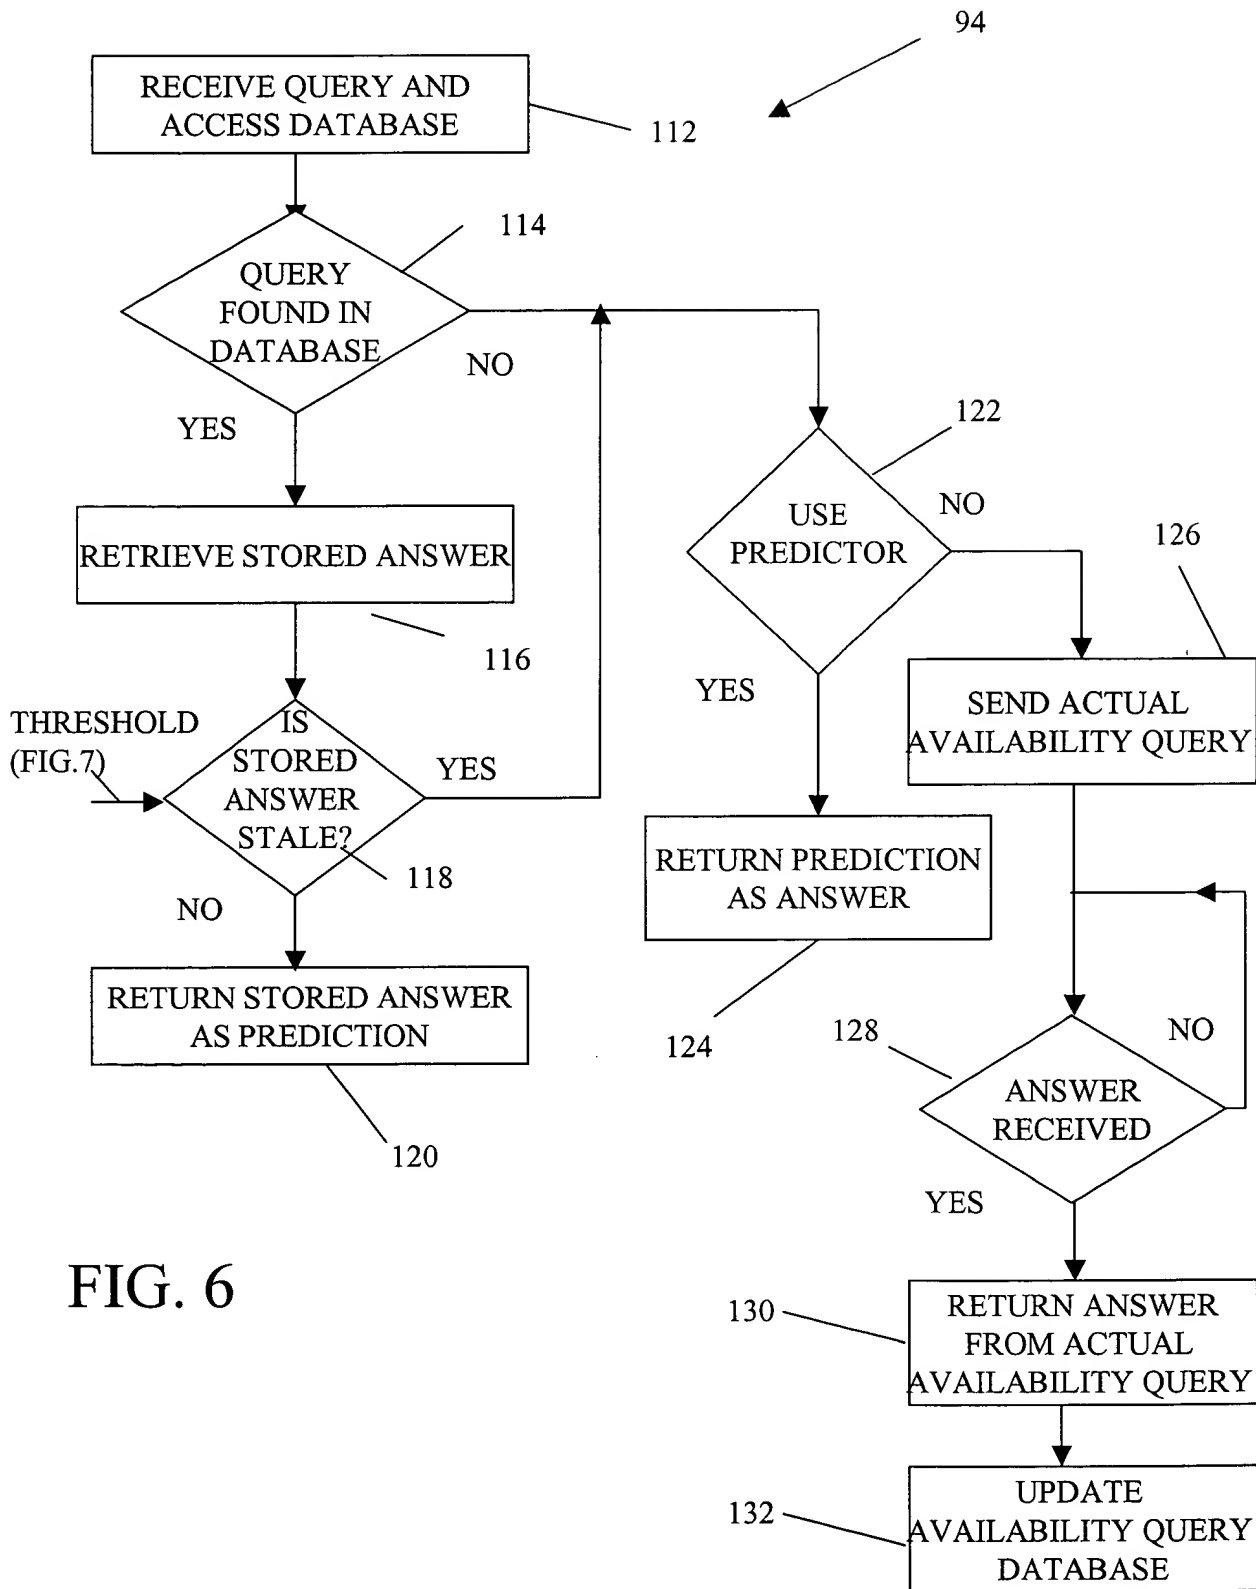 94
RECEIVE QUERY AND
ACCESS DATABASE
112
114
QUERY
FOUND IN
DATABASE
NO
YES
122
USE
PREDICTOR
NO
126
RETRIEVE STORED ANSWER
116
YES
SEND ACTUAL
AVAILABILITY QUERY
THRESHOLD
(FIG.7)
IS
STORED
ANSWER
STALE?
YES
118
NO
RETURN PREDICTION
AS ANSWER
124
RETURN STORED ANSWER
AS PREDICTION
120
128
NO
ANSWER
RECEIVED
YES
FIG. 6
130
RETURN ANSWER
FROM ACTUAL
AVAILABILITY QUERY
132
UPDATE
AVAILABILITY QUERY
DATABASE